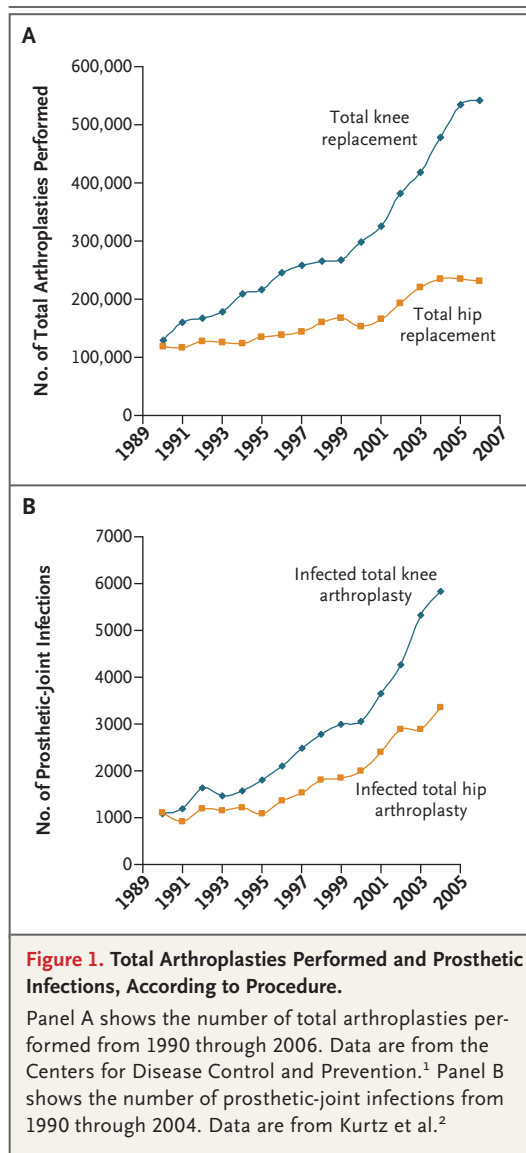 A
600,000
500,000
400,000
300,000
200,000
100,000
0
No. of Total Arthroplasties Performed
Total knee
replacement
Total hip
replacement
1989
1991
1993
1995
1997
1999
2001
2003
2005
2007
B
7000
6000
5000
4000
3000
2000
1000
0
No. of Prosthetic-Joint Infections
Infected total knee
arthroplasty
Infected total hip
arthroplasty
1989
1991
1993
1995
1997
1999
2001
2003
2005
Figure 1. Total Arthroplasties Performed and Prosthetic
Infections, According to Procedure.
Panel A shows the number of total arthroplasties per-
formed from 1990 through 2006. Data are from the
Centers for Disease Control and Prevention.¹ Panel B
shows the number of prosthetic-joint infections from
1990 through 2004. Data are from Kurtz et al.²